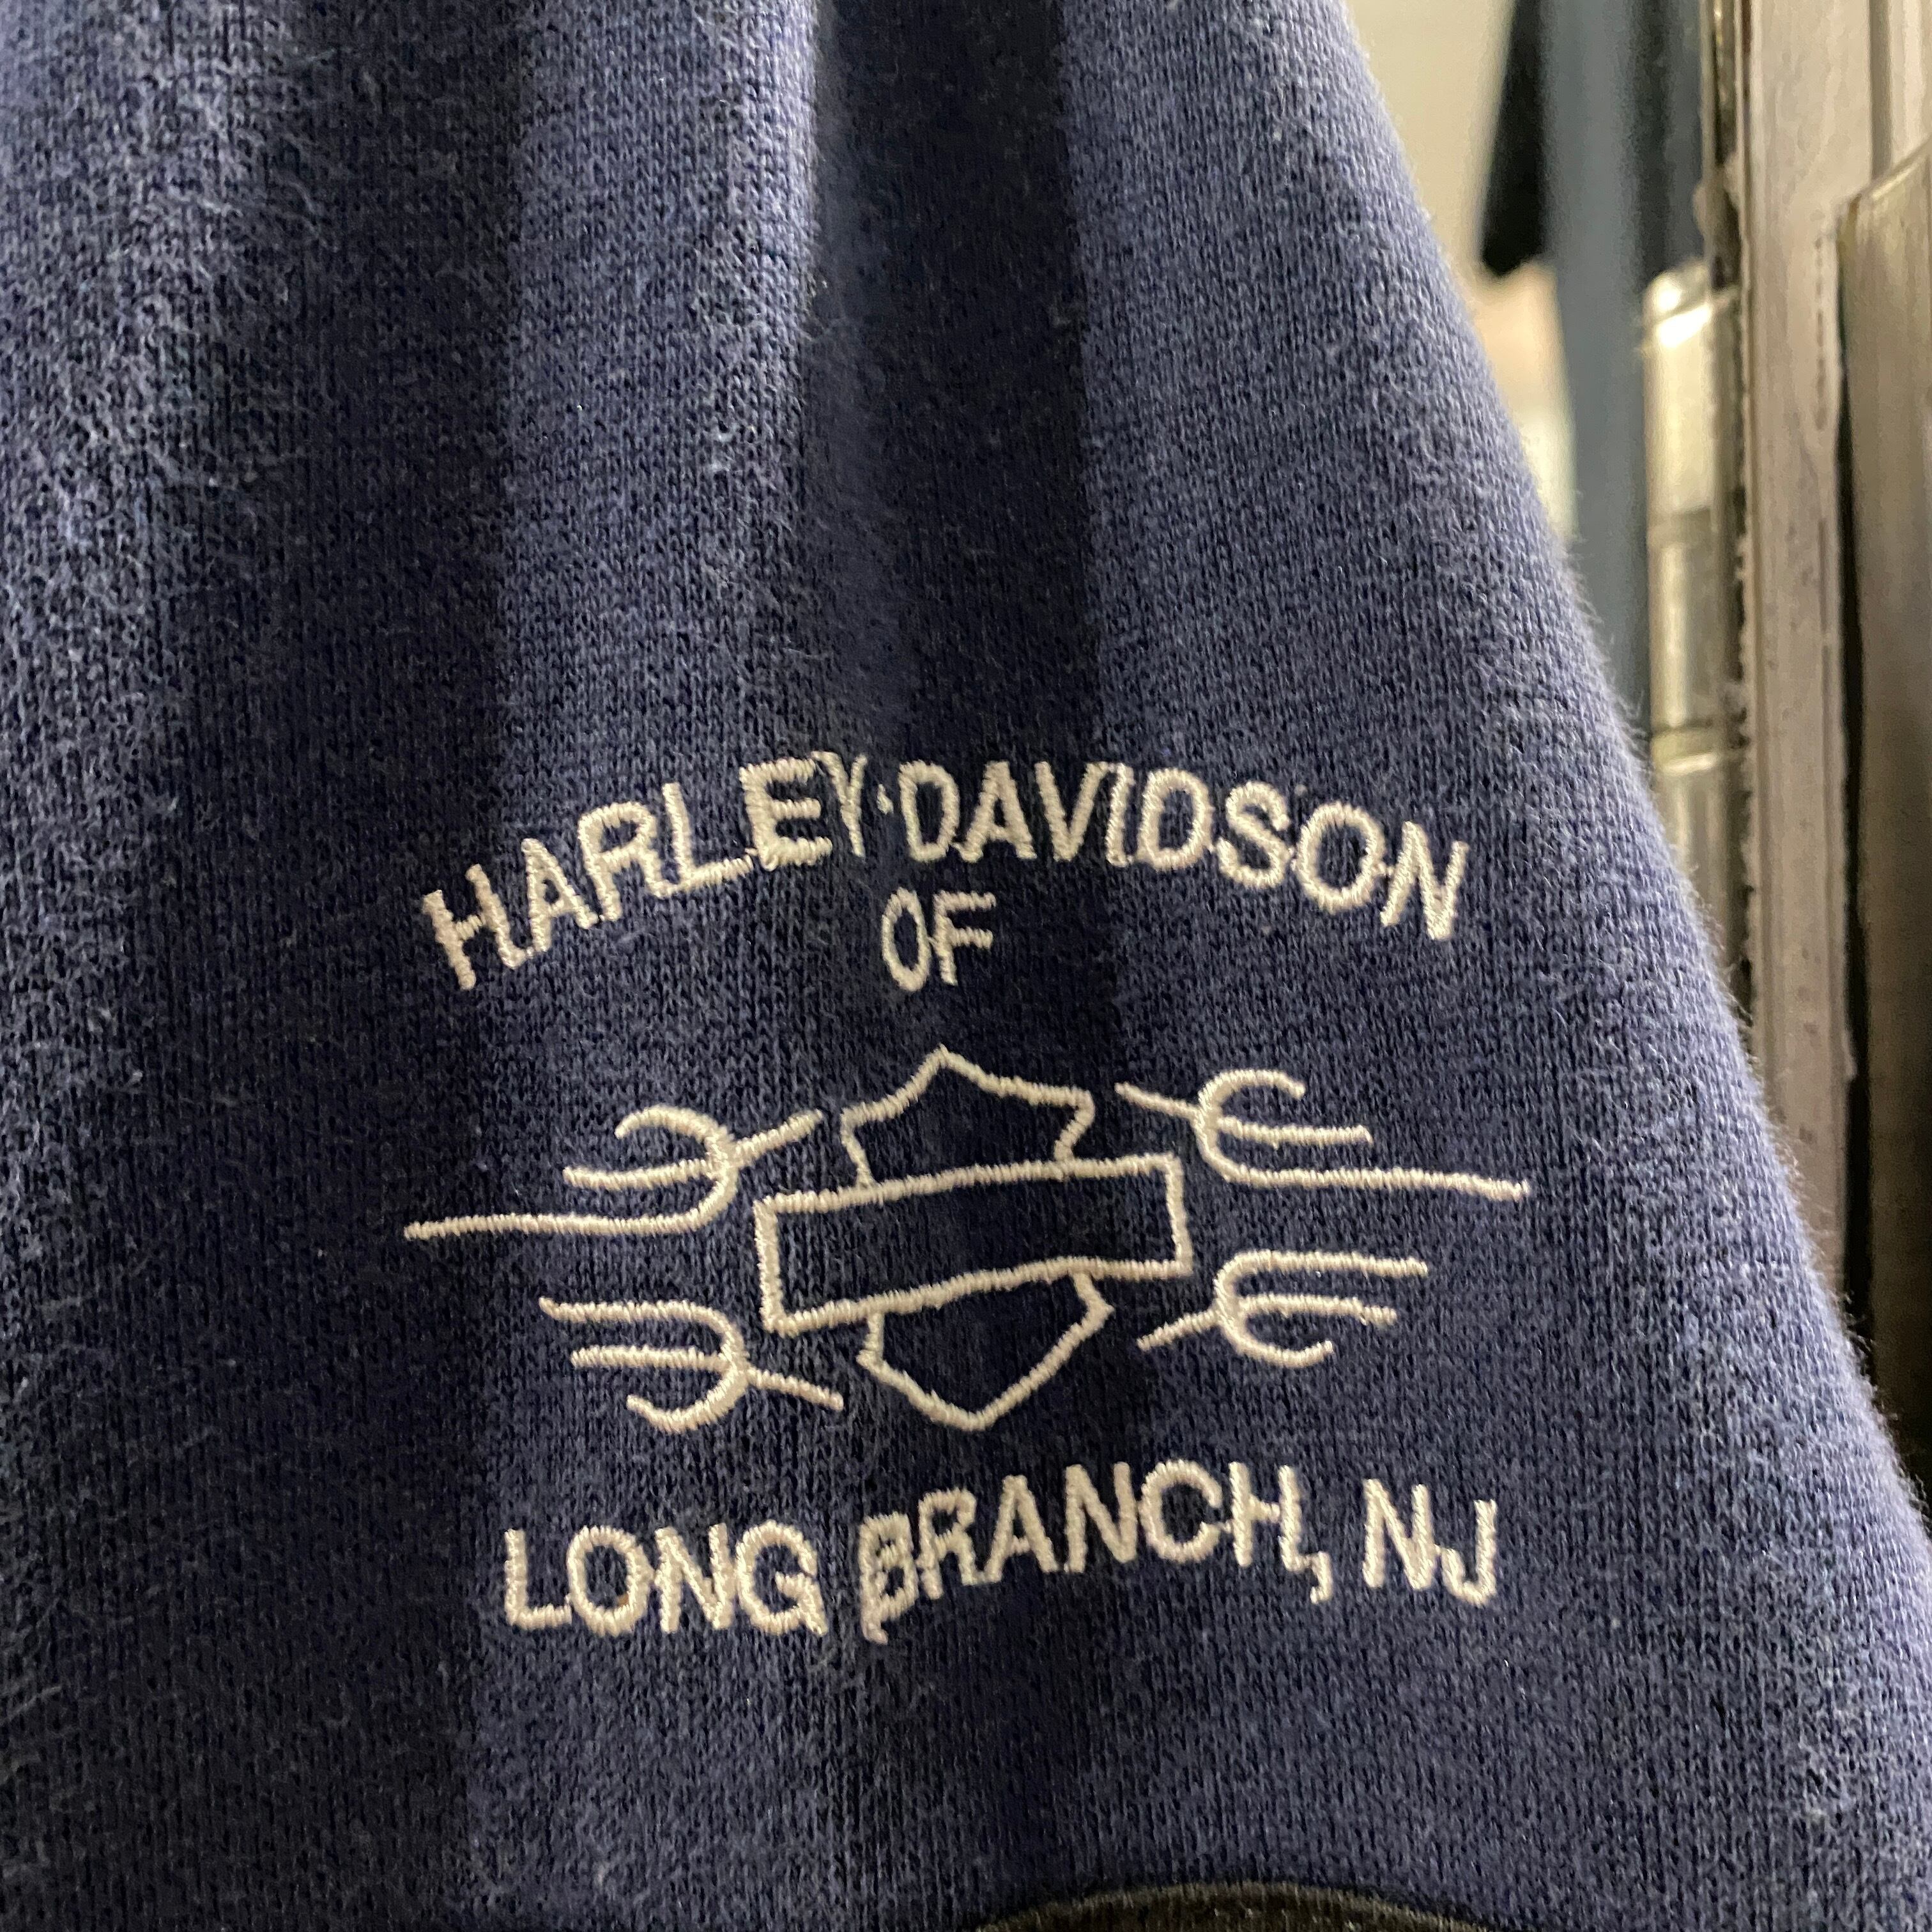 HARLEY-DAVIDSON
OF
LONG BRANCH, NJ